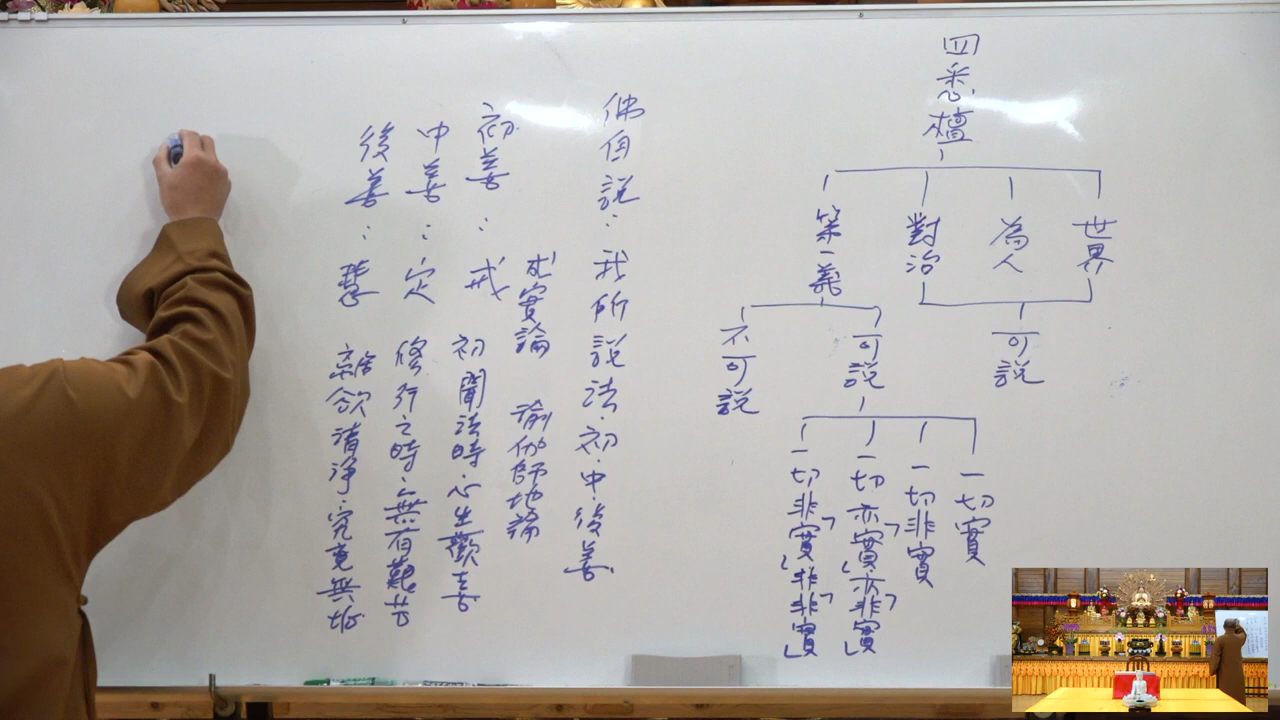 四悉檀
世界
為人
對治
第一義
可說
可說
不可說
一切實
一切非實
一切亦實亦非實
一切非實非非實
佛自說：我所說法初中後善
成實論 瑜伽師地論
初善：戒 初聞法時心生歡喜
中善：定 修行之時無有艱苦
後善：慧 離欲清淨究竟無垢